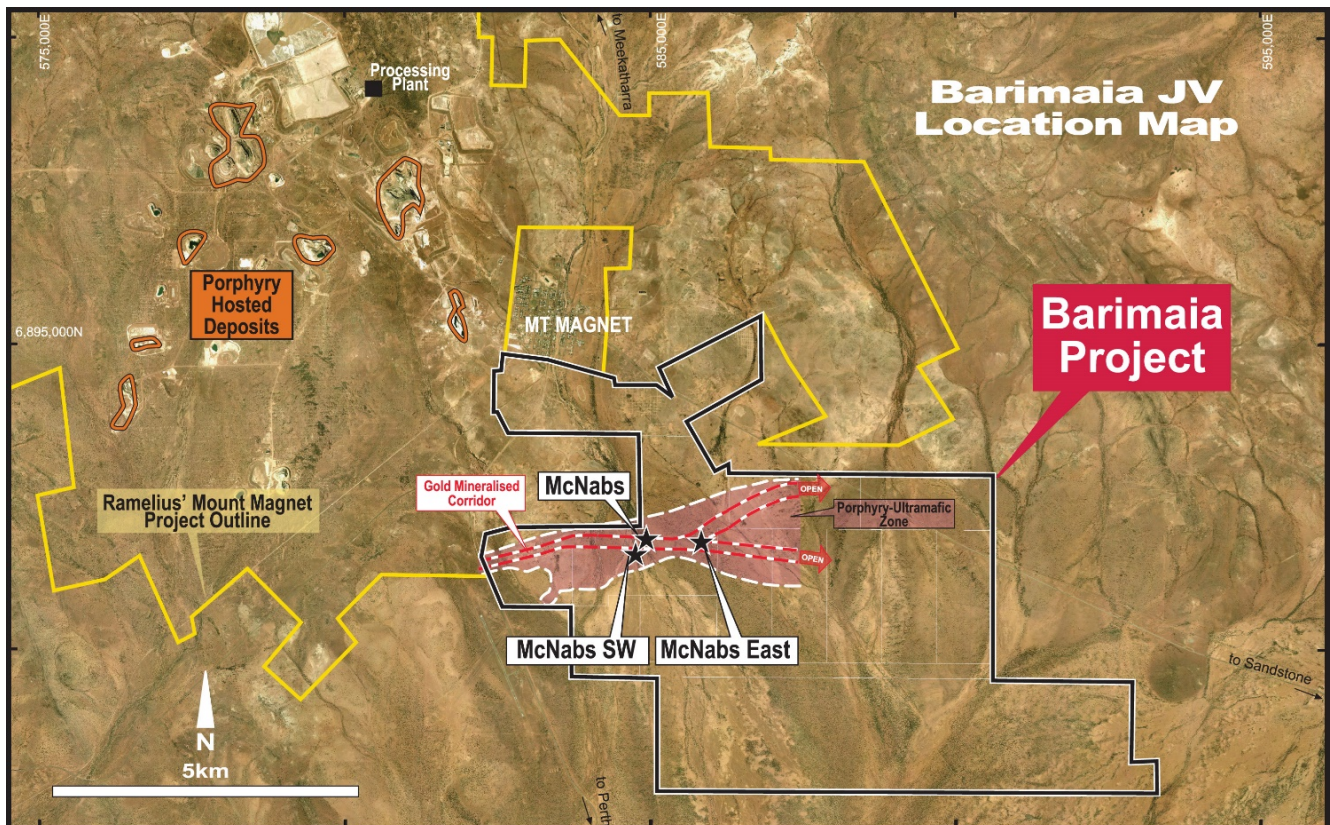 575,000E
to Meekatharra
585,000E
595,000E
Processing
Plant
Barimaia JV
Location Map
Porphyry
Hosted
Deposits
6,895,000N
MT MAGNET
Barimaia
Project
Ramelius' Mount Magnet
Project Outline
Gold Mineralised
Corridor
McNabs
OPEN
Porphyry-Ultramafic
Zone
OPEN
McNabs SW
McNabs East
to Sandstone
N
5km
to Perth